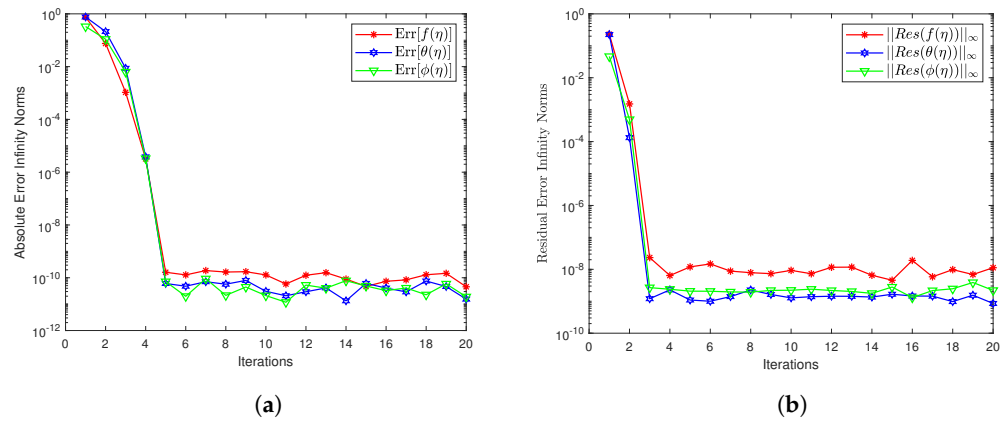 Absolute Error Infinity Norms
10^0
10^-2
10^-4
10^-6
10^-8
10^-10
10^-12
Err[f(η)]
Err[θ(η)]
Err[ϕ(η)]
0 2 4 6 8 10 12 14 16 18 20
Iterations
(a)
Residual Error Infinity Norms
10^0
10^-2
10^-4
10^-6
10^-8
10^-10
||Res(f(η))||∞
||Res(θ(η))||∞
||Res(ϕ(η))||∞
0 2 4 6 8 10 12 14 16 18 20
Iterations
(b)